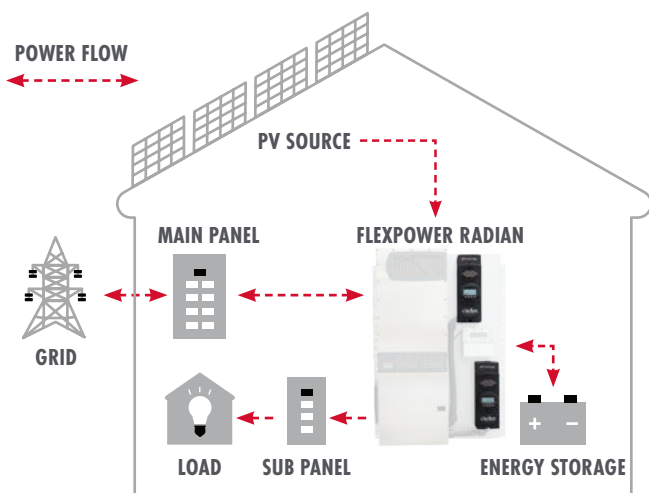 POWER FLOW
PV SOURCE
MAIN PANEL
FLEXPOWER RADIAN
GRID
+ −
LOAD
SUB PANEL
ENERGY STORAGE